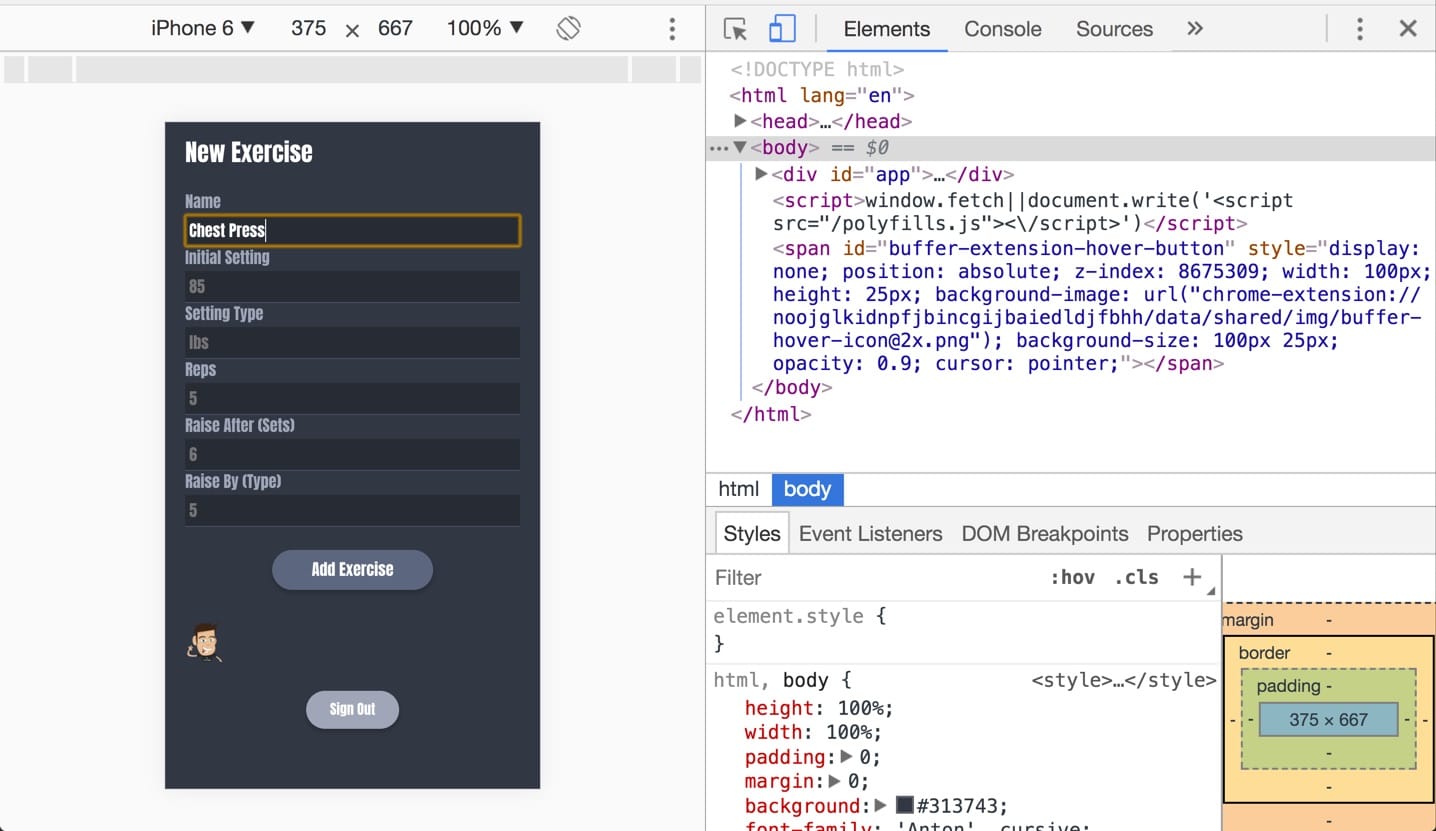 iPhone 6 ▼ 375 × 667 100% ▼
Elements Console Sources »
New Exercise
Name
Chest Press
Initial Setting
85
Setting Type
lbs
Reps
5
Raise After (Sets)
6
Raise By (Type)
5
Add Exercise
Sign Out
<!DOCTYPE html>
<html lang="en">
▶<head>…</head>
…▼<body> == $0
▶<div id="app">…</div>
<script>window.fetch||document.write('<script
src="/polyfills.js"><\/script>')</script>
<span id="buffer-extension-hover-button" style="display:
none; position: absolute; z-index: 8675309; width: 100px;
height: 25px; background-image: url("chrome-extension://
noojglkidnpfjbincgijbaiedldjfbhh/data/shared/img/buffer-
hover-icon@2x.png"); background-size: 100px 25px;
opacity: 0.9; cursor: pointer;"></span>
</body>
</html>
html body
Styles Event Listeners DOM Breakpoints Properties
Filter :hov .cls +
element.style {
}
html, body { <style>…</style>
height: 100%;
width: 100%;
padding:▶ 0;
margin:▶ 0;
background:▶ #313743;
font-family: 'Anton', cursive;
margin -
border -
padding -
- - 375 × 667 - -
-
-
-